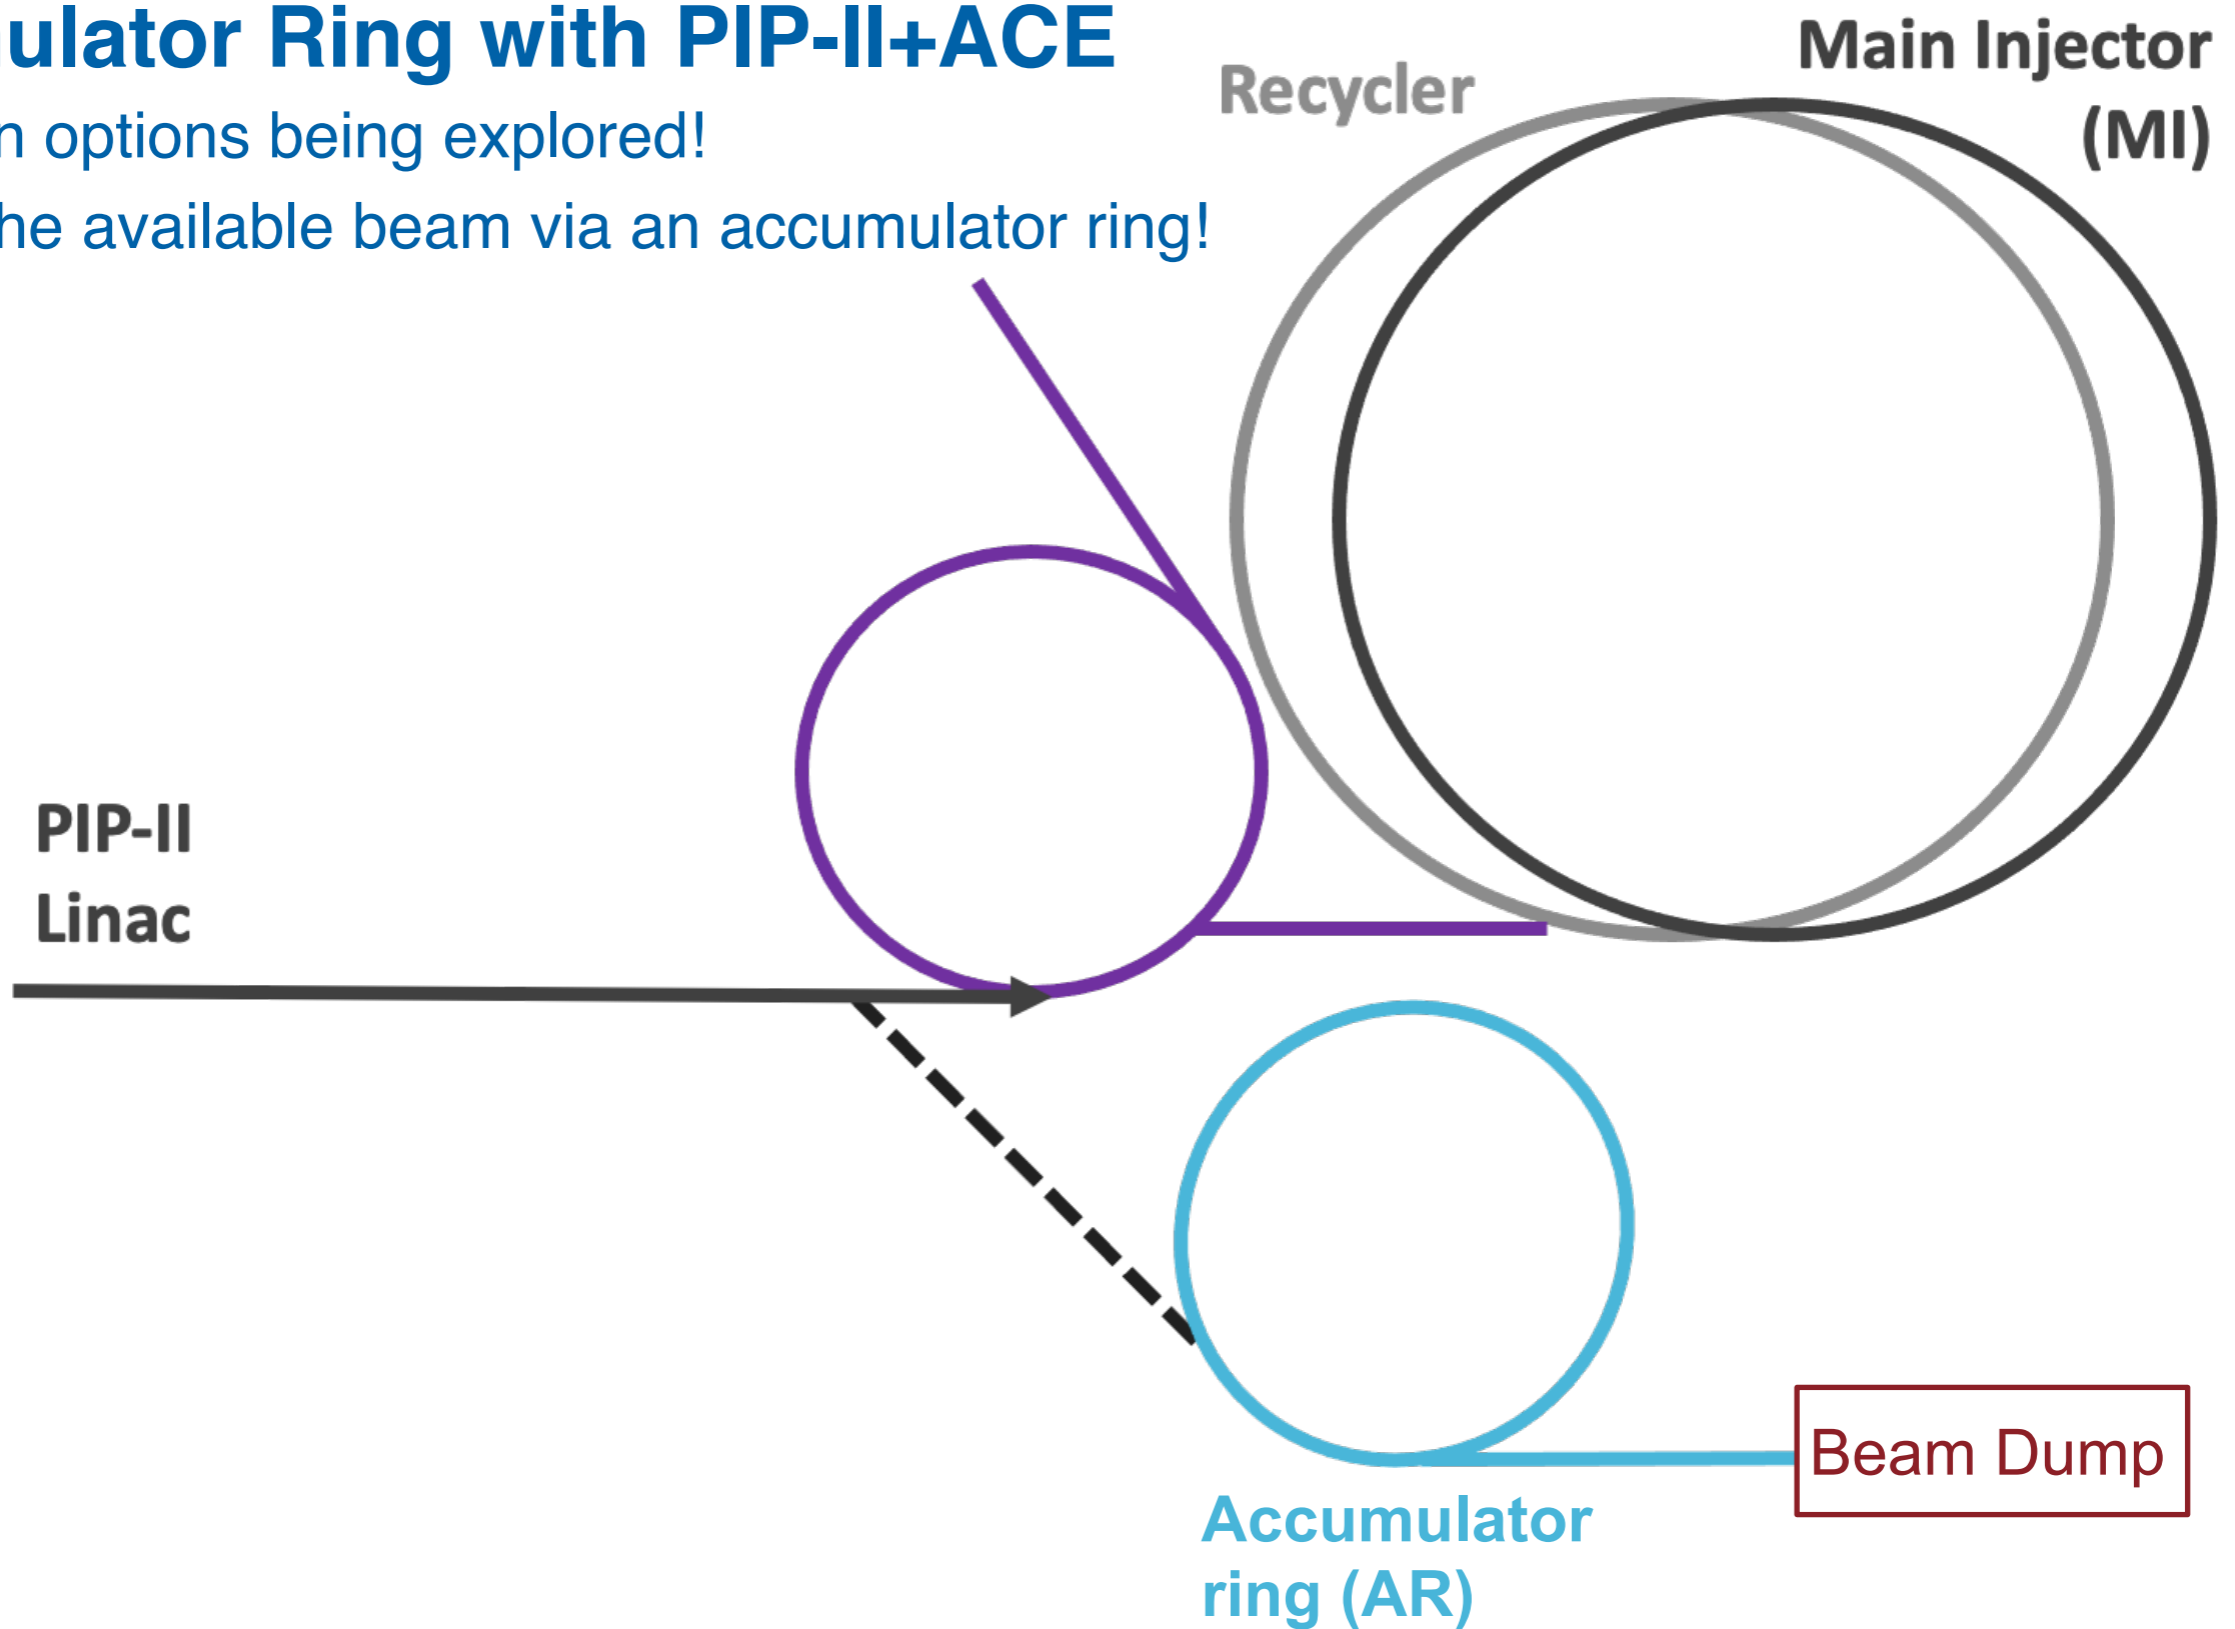 ulator Ring with PIP-II+ACE
n options being explored!
he available beam via an accumulator ring!
Recycler
Main Injector
(MI)
PIP-II
Linac
Beam Dump
Accumulator
ring (AR)